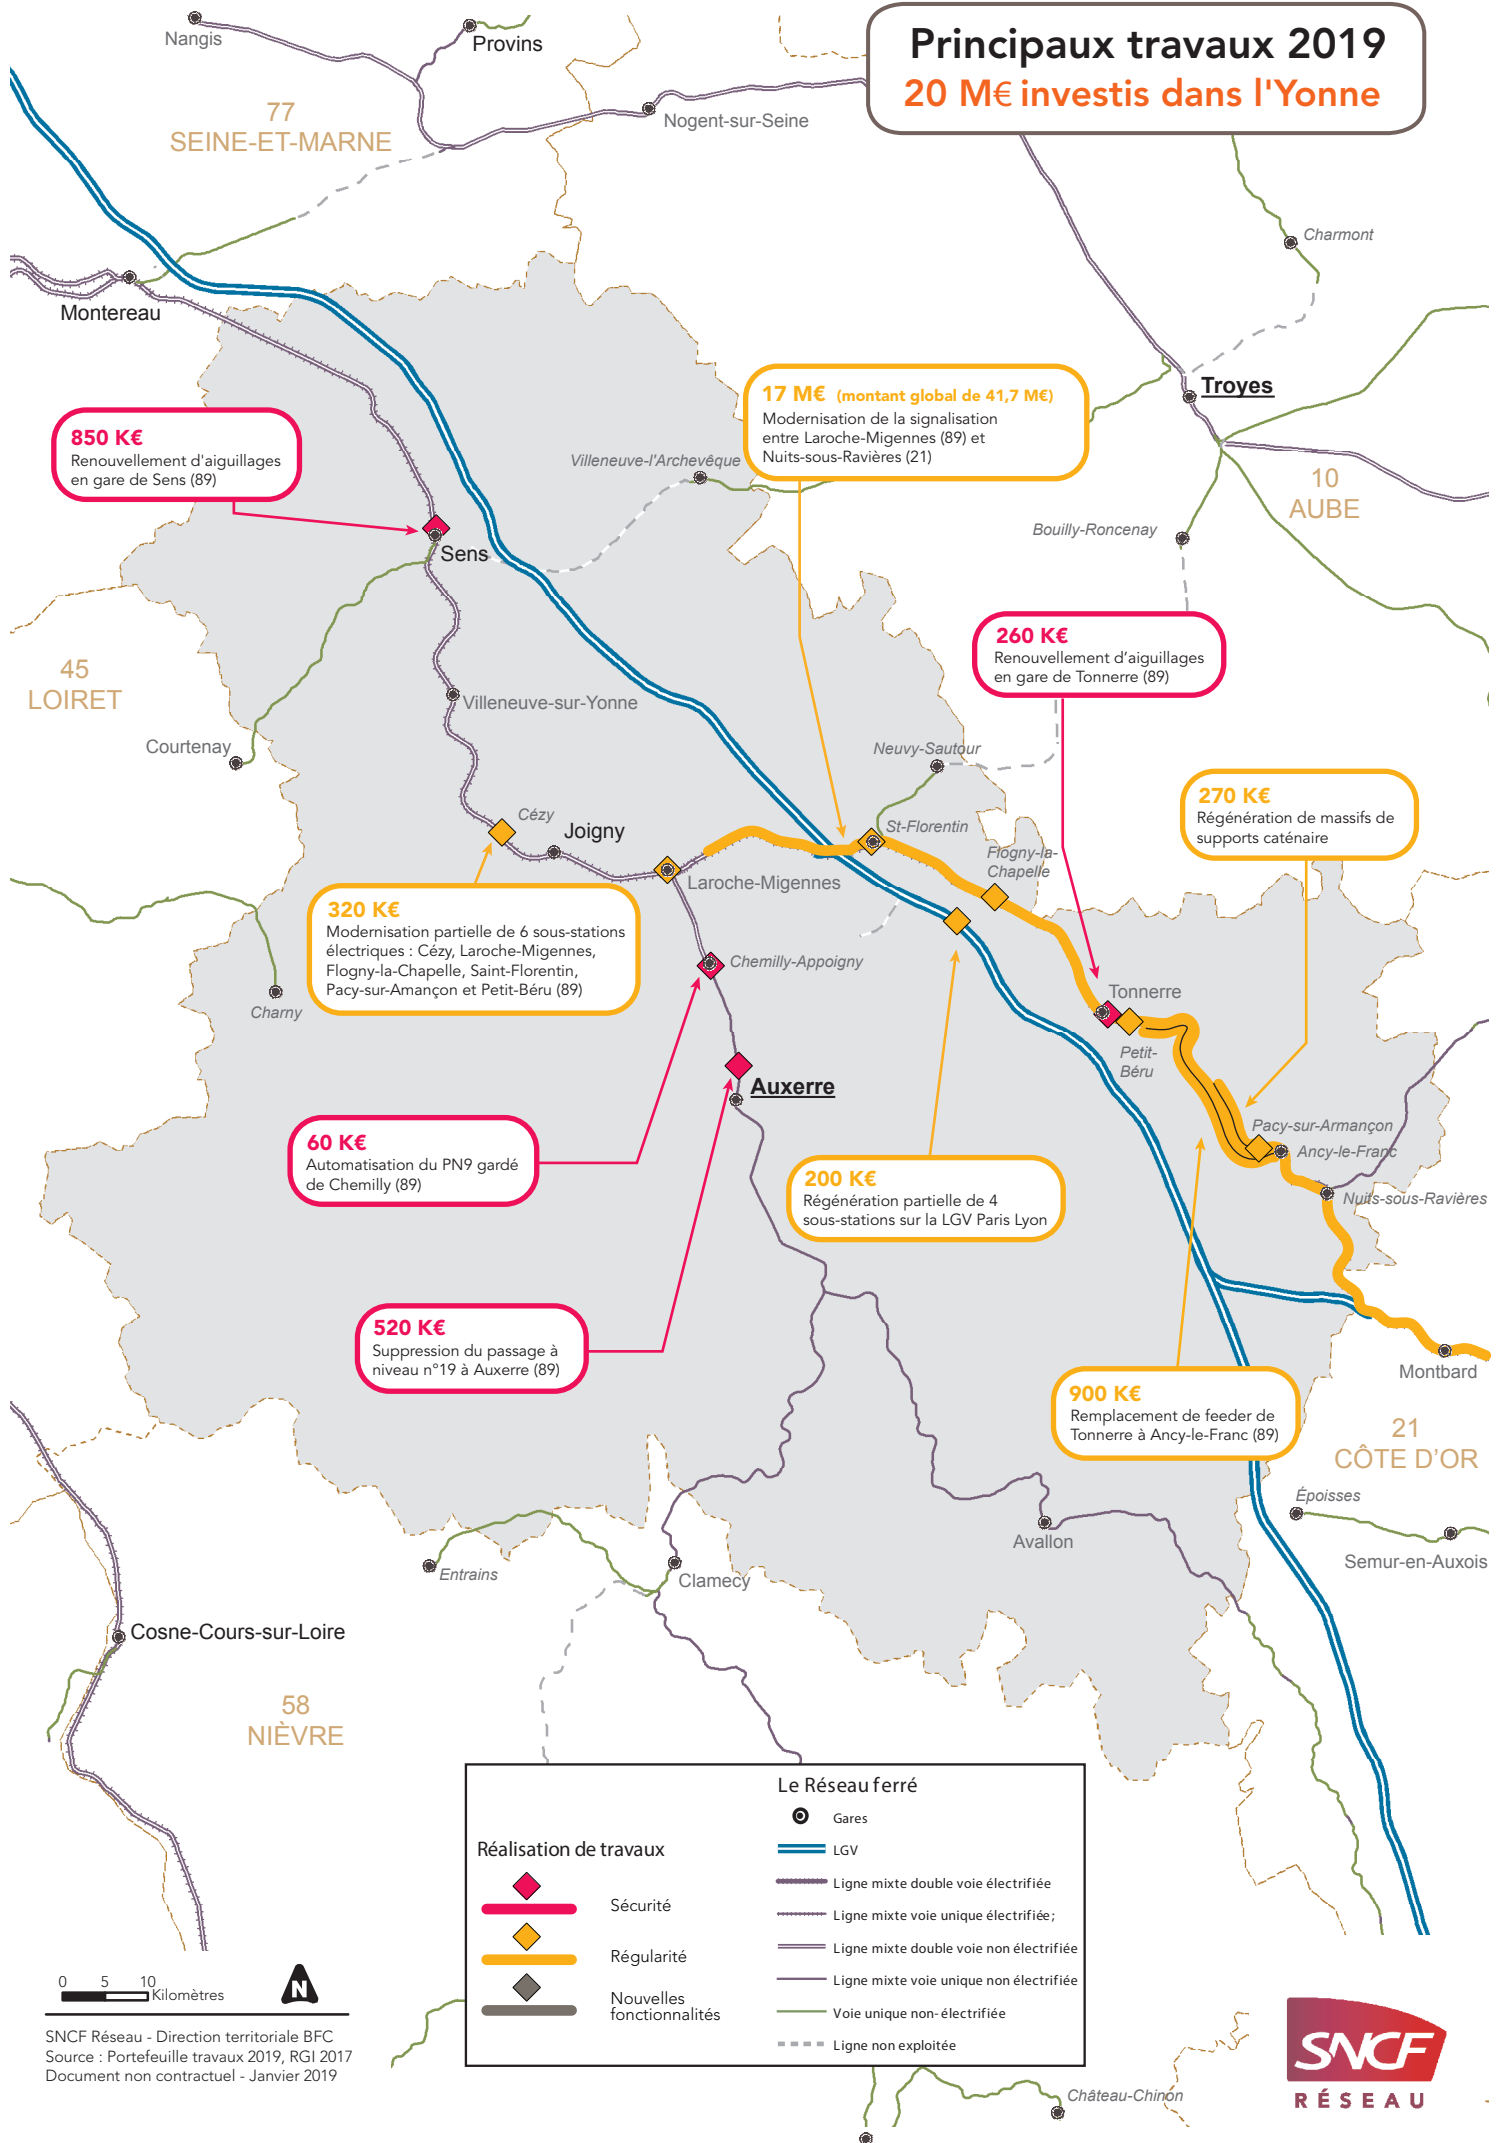 Principaux travaux 2019
20 M€ investis dans l'Yonne
Nangis
Provins
77
SEINE-ET-MARNE
Nogent-sur-Seine
Charmont
Montereau
Troyes
17 M€ (montant global de 41,7 M€)
Modernisation de la signalisation
entre Laroche-Migennes (89) et
Nuits-sous-Ravières (21)
850 K€
Renouvellement d'aiguillages
en gare de Sens (89)
Villeneuve-l'Archevêque
10
AUBE
Bouilly-Roncenay
Sens
260 K€
Renouvellement d'aiguillages
en gare de Tonnerre (89)
45
LOIRET
Villeneuve-sur-Yonne
Courtenay
Neuvy-Sautour
270 K€
Régénération de massifs de
supports caténaire
Cézy
Joigny
St-Florentin
Flogny-la-
Chapelle
Laroche-Migennes
320 K€
Modernisation partielle de 6 sous-stations
électriques : Cézy, Laroche-Migennes,
Flogny-la-Chapelle, Saint-Florentin,
Pacy-sur-Amançon et Petit-Béru (89)
Chemilly-Appoigny
Charny
Tonnerre
Petit-
Béru
Auxerre
Pacy-sur-Armançon
Ancy-le-Franc
60 K€
Automatisation du PN9 gardé
de Chemilly (89)
200 K€
Régénération partielle de 4
sous-stations sur la LGV Paris Lyon
Nuits-sous-Ravières
520 K€
Suppression du passage à
niveau n°19 à Auxerre (89)
Montbard
900 K€
Remplacement de feeder de
Tonnerre à Ancy-le-Franc (89)
21
CÔTE D'OR
Époisses
Avallon
Semur-en-Auxois
Entrains
Clamecy
Cosne-Cours-sur-Loire
58
NIÈVRE
Réalisation de travaux
Sécurité
Régularité
Nouvelles
fonctionnalités
Le Réseau ferré
Gares
LGV
Ligne mixte double voie électrifiée
Ligne mixte voie unique électrifiée;
Ligne mixte double voie non électrifiée
Ligne mixte voie unique non électrifiée
Voie unique non-électrifiée
Ligne non exploitée
0 5 10
Kilomètres
N
SNCF Réseau - Direction territoriale BFC
Source : Portefeuille travaux 2019, RGI 2017
Document non contractuel - Janvier 2019
Château-Chinon
SNCF
RÉSEAU